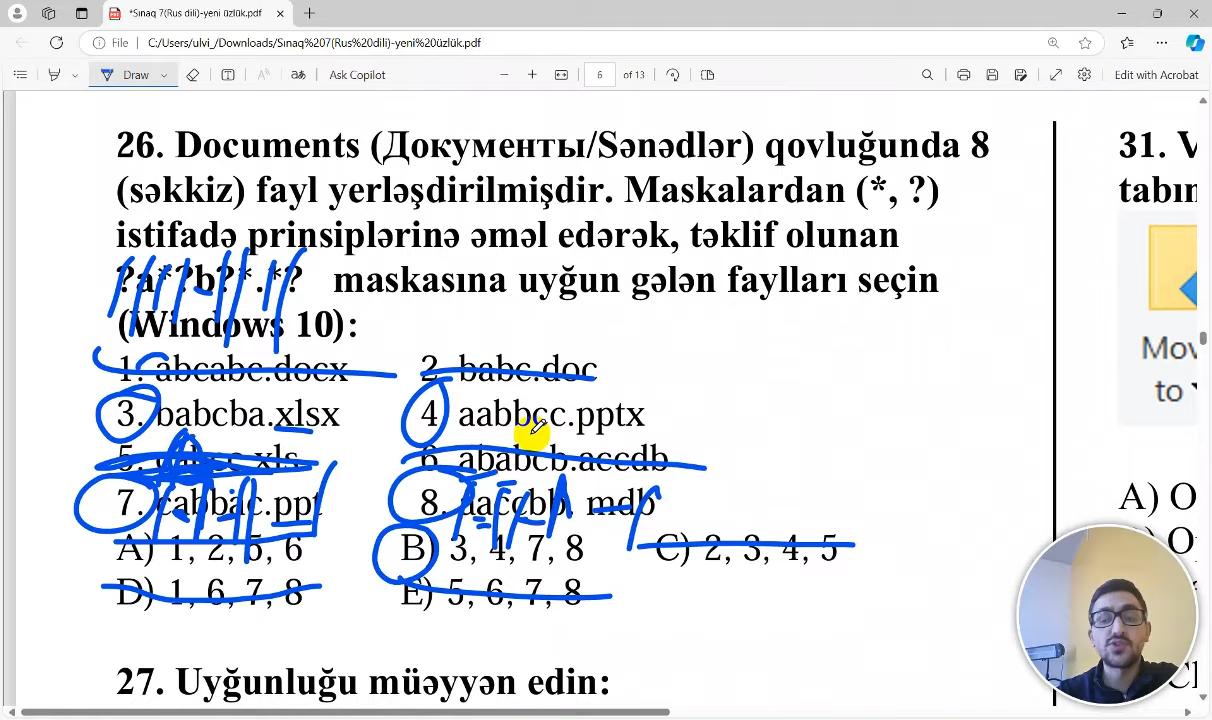 *Sınaq 7(Rus dili)-yeni üzlük.pdf
File C:/Users/ulvi_/Downloads/Sınaq%207(Rus%20dili)-yeni%20üzlük.pdf
Draw Ask Copilot 6 of 13 Edit with Acrobat
26. Documents (Документы/Sənədlər) qovluğunda 8
(səkkiz) fayl yerləşdirilmişdir. Maskalardan (*, ?)
istifadə prinsiplərinə əməl edərək, təklif olunan
?a*?b?*.*? maskasına uyğun gələn faylları seçin
(Windows 10):
1. abcabc.docx 2. babc.doc
3. babcba.xlsx 4. aabbcc.pptx
5. xls 6. ababcb.accdb
7. cabbac.ppt 8. aaccbb. mdb
A) 1, 2, 5, 6 B) 3, 4, 7, 8 C) 2, 3, 4, 5
D) 1, 6, 7, 8 E) 5, 6, 7, 8
27. Uyğunluğu müəyyən edin:
31. V
tabın
Mov
to
A) O